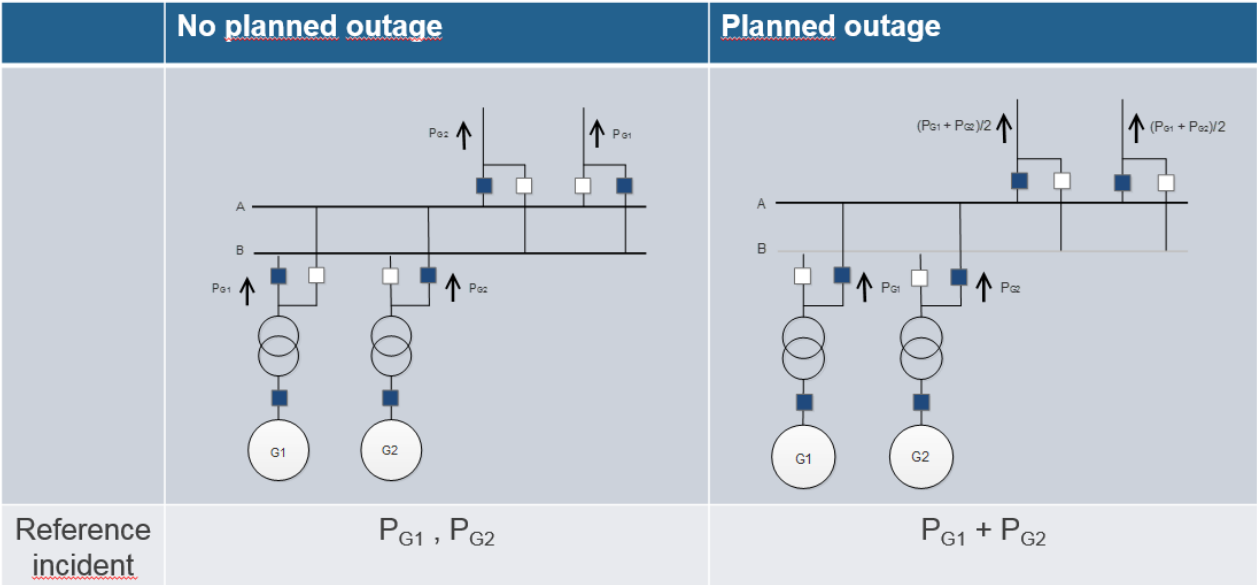 No planned outage
Planned outage
PG2
PG1
A
B
PG1
PG2
G1
G2
(PG1 + PG2)/2
(PG1 + PG2)/2
A
B
PG1
PG2
G1
G2
Reference
incident
PG1 , PG2
PG1 + PG2